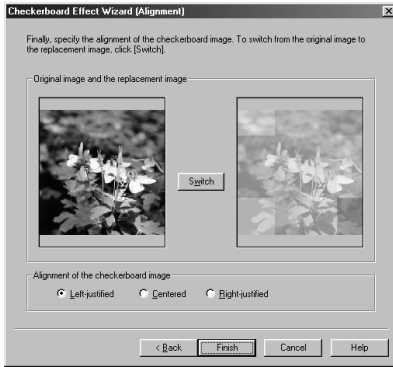 Checkerboard Effect Wizard (Alignment)
Finally, specify the alignment of the checkerboard image. To switch from the original image to
the replacement image, click [Switch].
Original image and the replacement image
Switch
Alignment of the checkerboard image
Left-justified Centered Right-justified
< Back Finish Cancel Help